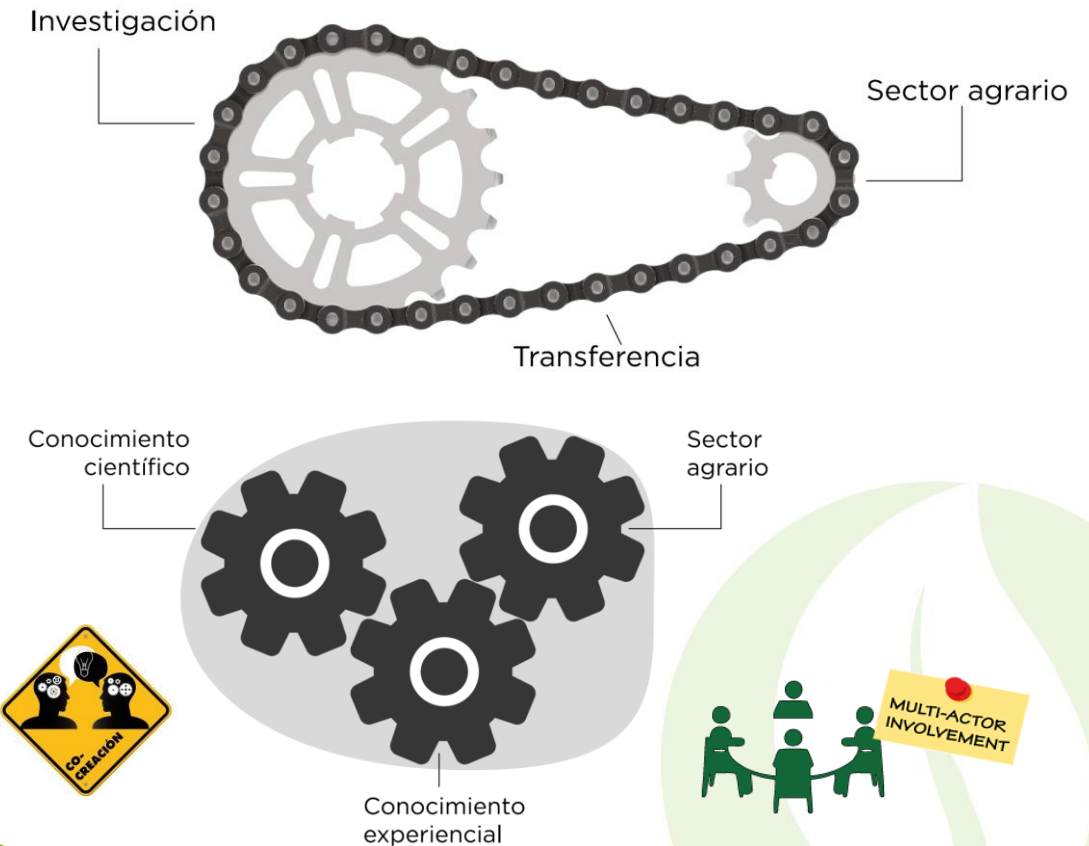 Investigación
Sector agrario
Transferencia
Conocimiento
científico
Sector
agrario
CO-
CREACIÓN
MULTI-ACTOR
INVOLVEMENT
Conocimiento
experiencial